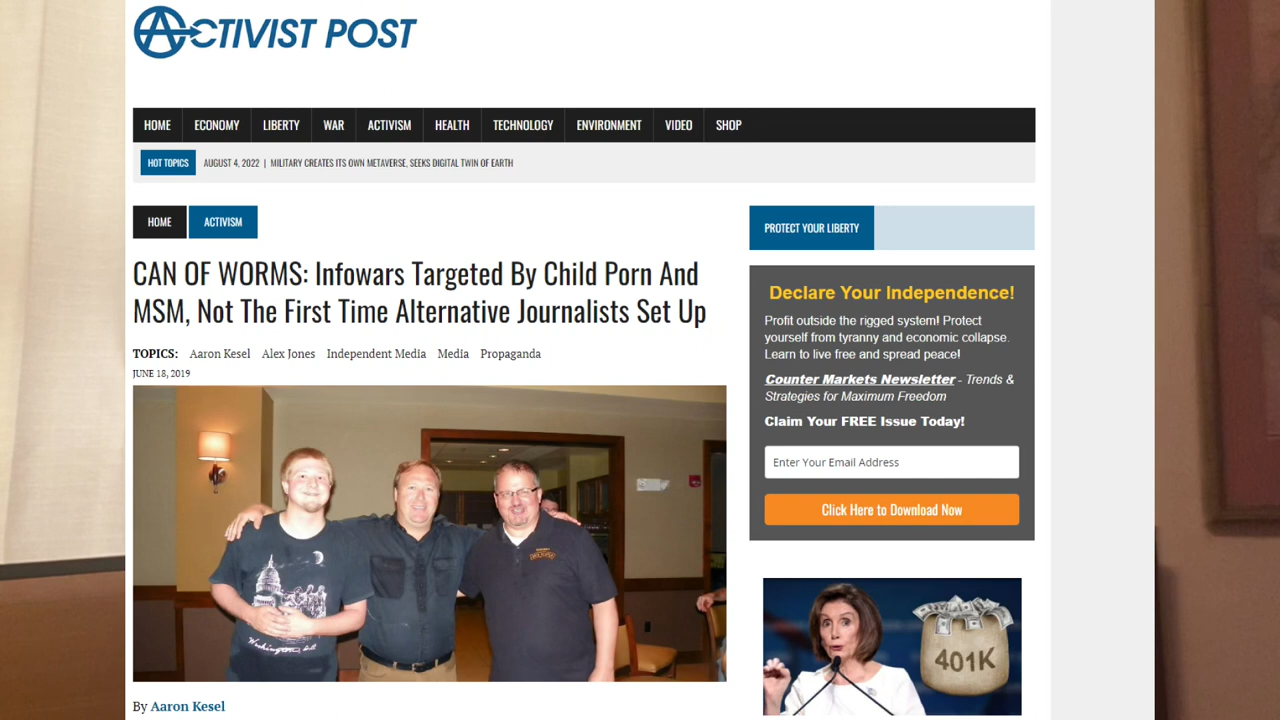 ACTIVIST POST
HOME ECONOMY LIBERTY WAR ACTIVISM HEALTH TECHNOLOGY ENVIRONMENT VIDEO SHOP
HOT TOPICS AUGUST 4, 2022 | MILITARY CREATES ITS OWN METAVERSE, SEEKS DIGITAL TWIN OF EARTH
HOME ACTIVISM
CAN OF WORMS: Infowars Targeted By Child Porn And
MSM, Not The First Time Alternative Journalists Set Up
TOPICS: Aaron Kesel Alex Jones Independent Media Media Propaganda
JUNE 18, 2019
Washington, D.C.
By Aaron Kesel
PROTECT YOUR LIBERTY
Declare Your Independence!
Profit outside the rigged system! Protect
yourself from tyranny and economic collapse.
Learn to live free and spread peace!
Counter Markets Newsletter - Trends &
Strategies for Maximum Freedom
Claim Your FREE Issue Today!
Enter Your Email Address
Click Here to Download Now
401K